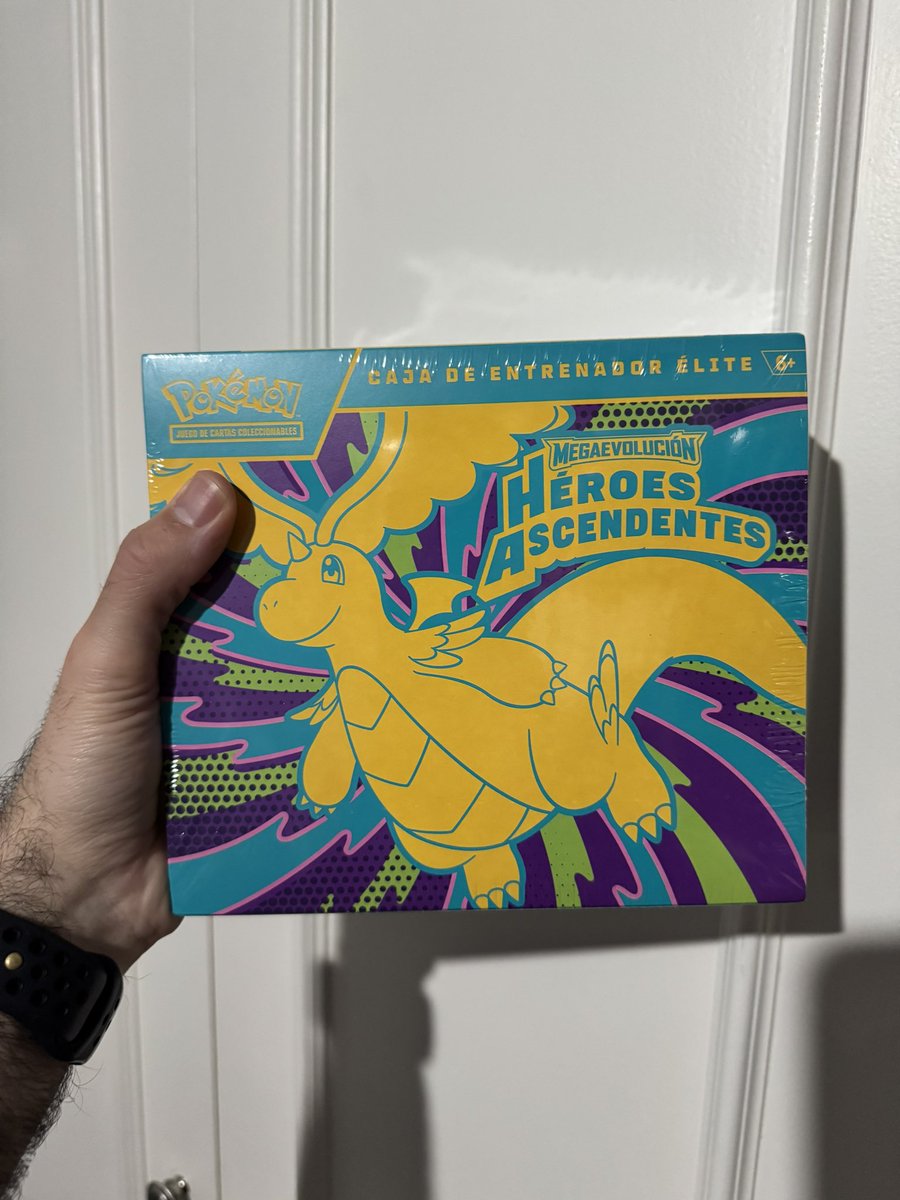 POKéMON
JUEGO DE CARTAS COLECCIONABLES
CAJA DE ENTRENADOR ÉLITE
6+
MEGAEVOLUCIÓN
HÉROES
ASCENDENTES